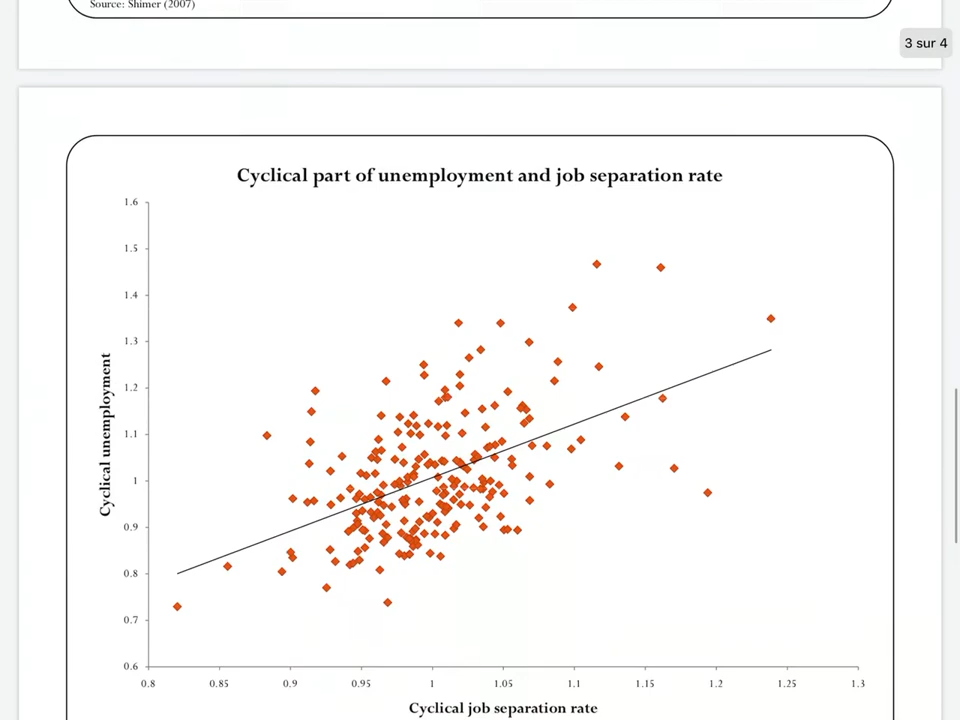 Source: Shimer (2007)
3 sur 4
Cyclical part of unemployment and job separation rate
1.6
1.5
1.4
1.3
1.2
1.1
1
0.9
0.8
0.7
0.6
Cyclical unemployment
0.8 0.85 0.9 0.95 1 1.05 1.1 1.15 1.2 1.25 1.3
Cyclical job separation rate